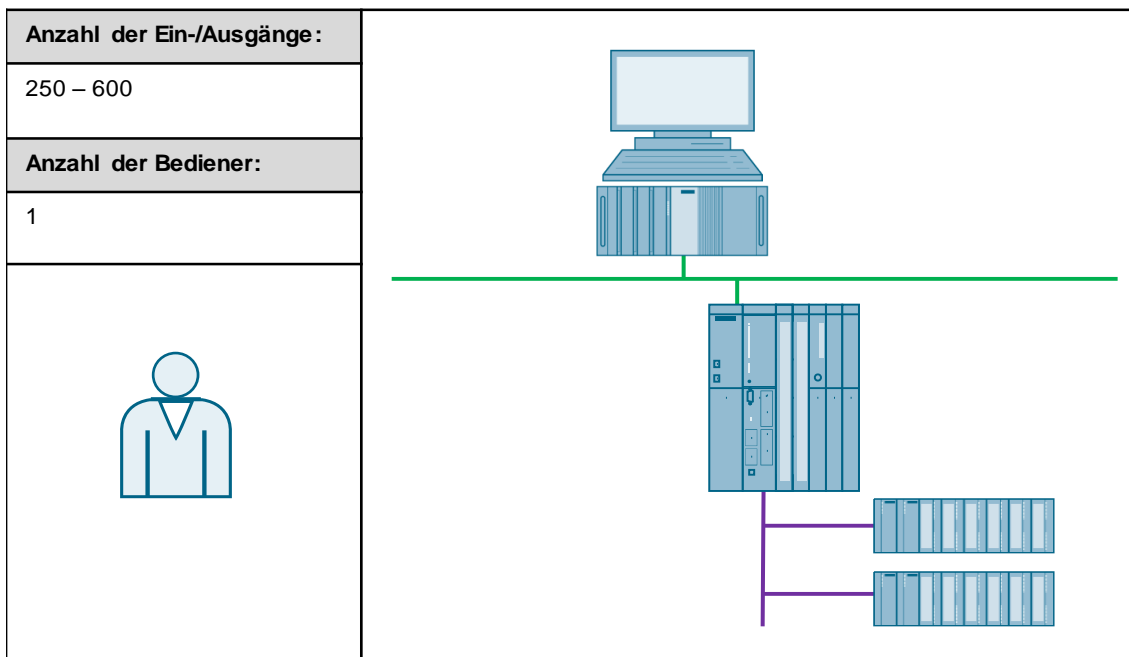 Anzahl der Ein-/Ausgänge:
250 – 600
Anzahl der Bediener:
1